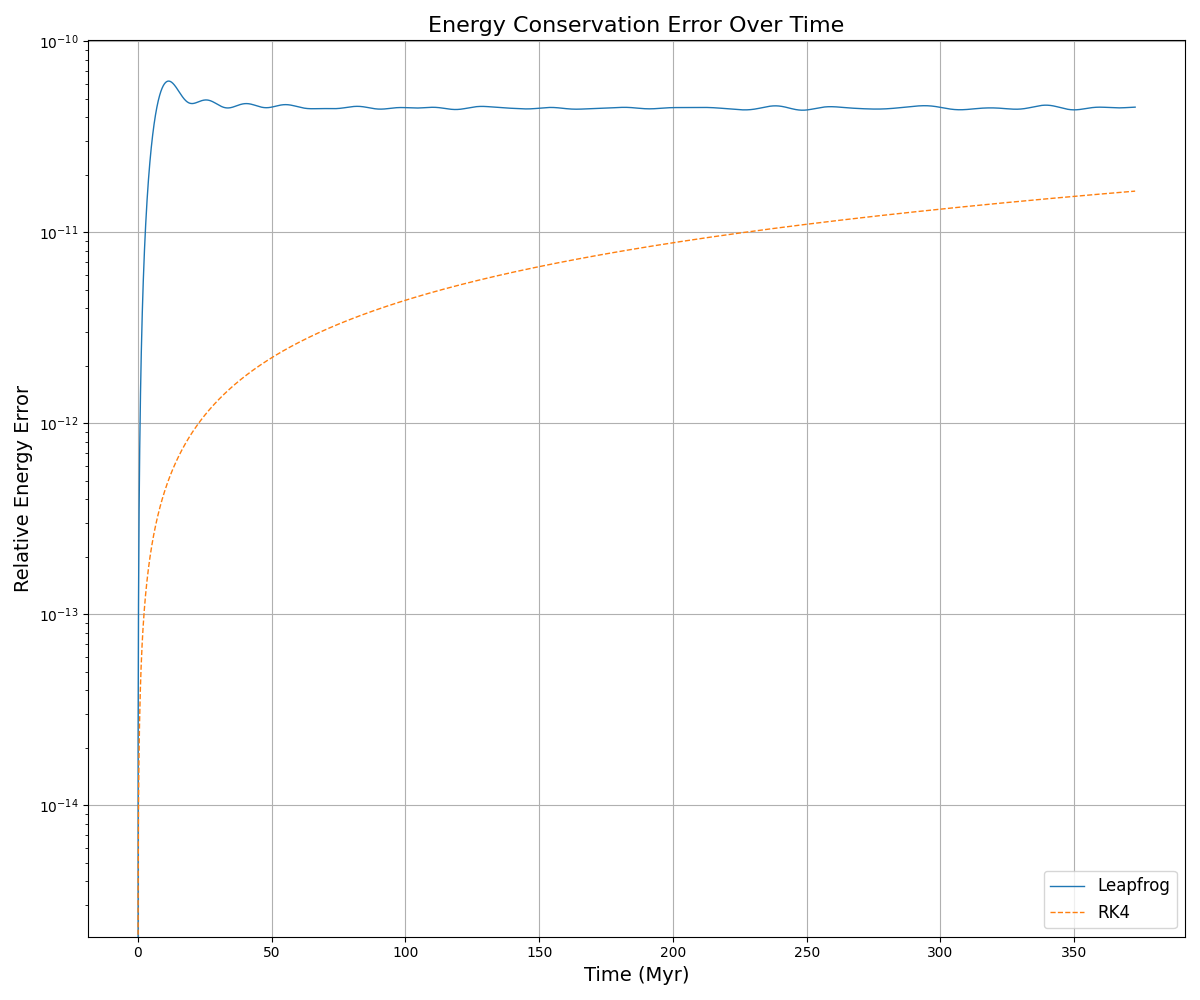 Energy Conservation Error Over Time
10⁻¹⁰
10⁻¹¹
10⁻¹²
10⁻¹³
10⁻¹⁴
Relative Energy Error
Leapfrog
RK4
0 50 100 150 200 250 300 350
Time (Myr)